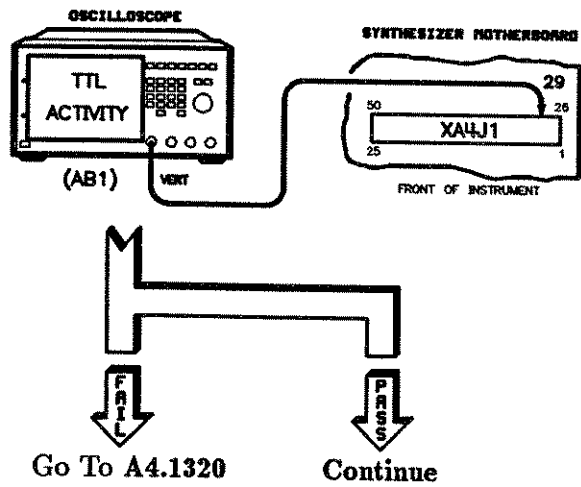 OSCILLOSCOPE
SYNTHESIZER MOTHERBOARD
TTL
ACTIVITY
29
50
26
XA4J1
25
1
(AB1)
VERT
FRONT OF INSTRUMENT
FAIL
PASS
Go To A4.1320
Continue